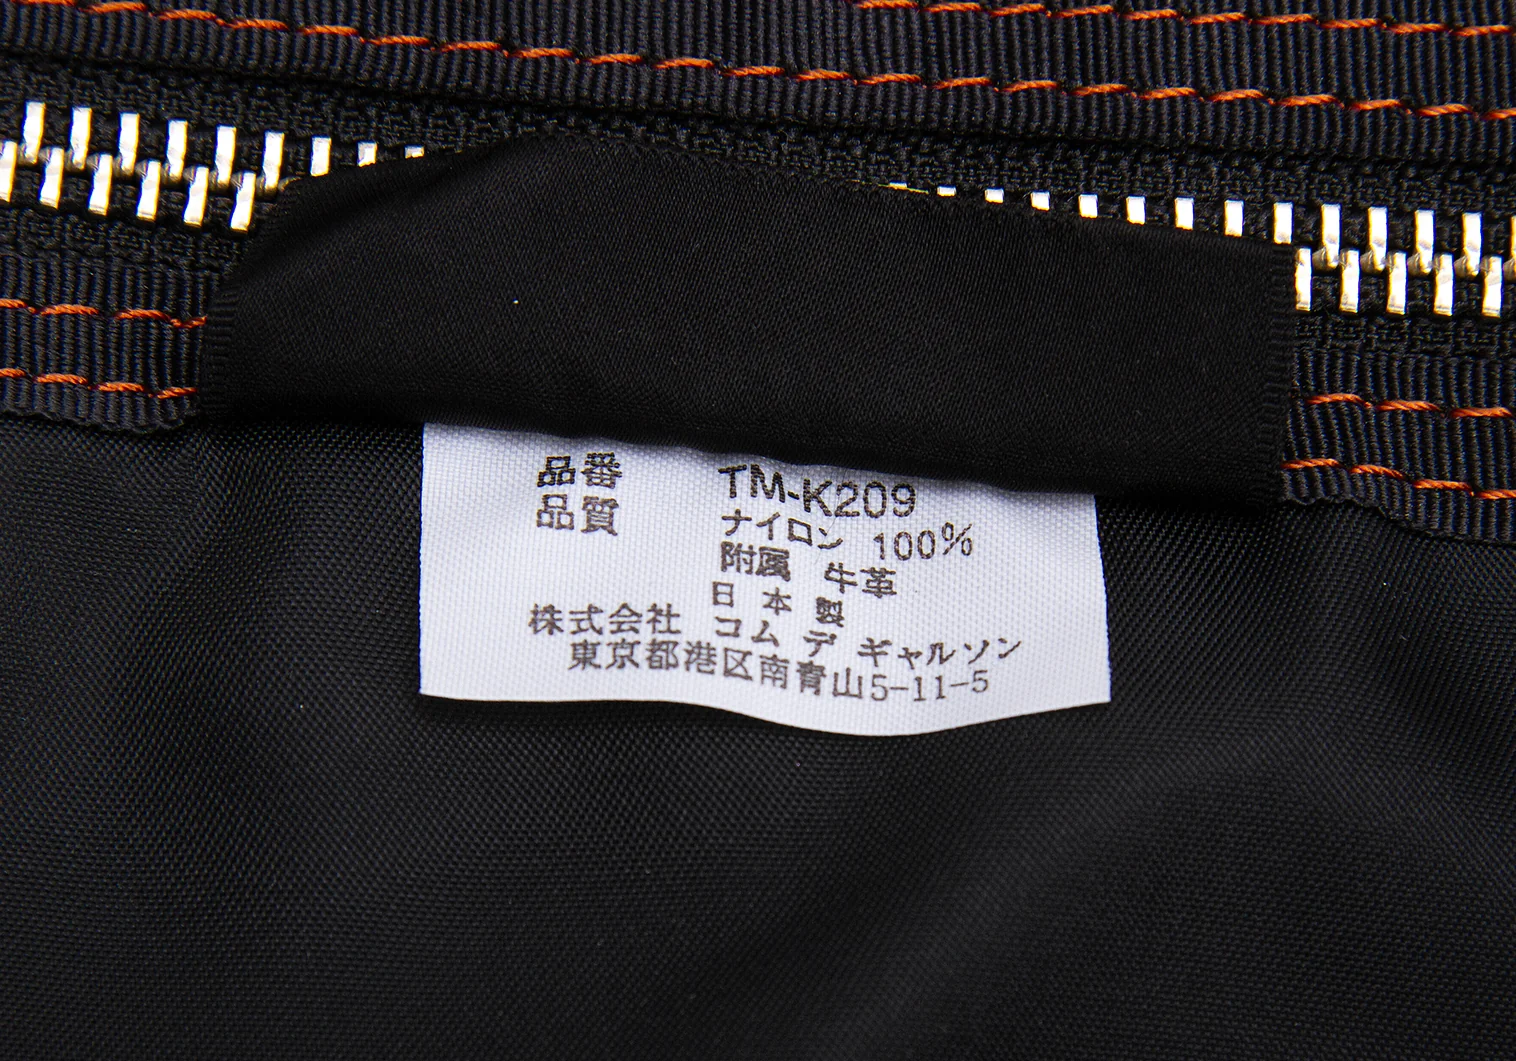 品番 TM-K209
品質 ナイロン 100%
附属 牛革
日本製
株式会社 コム デ ギャルソン
東京都港区南青山5-11-5